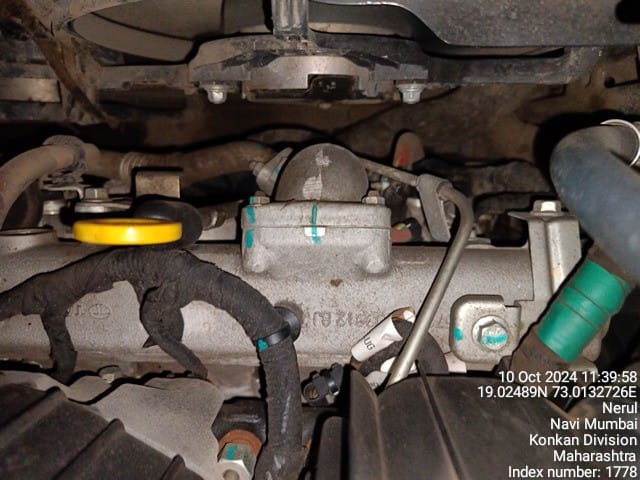 10 Oct 2024 11:39:58
19.02489N 73.0132726E
Nerul
Navi Mumbai
Konkan Division
Maharashtra
Index number: 1778